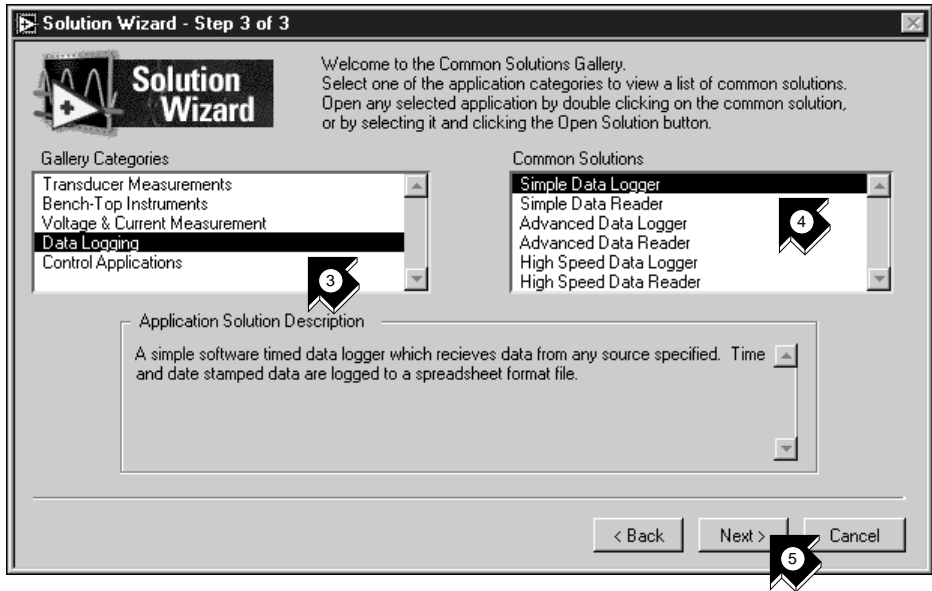 Solution Wizard - Step 3 of 3
Solution
Wizard
Welcome to the Common Solutions Gallery.
Select one of the application categories to view a list of common solutions.
Open any selected application by double clicking on the common solution,
or by selecting it and clicking the Open Solution button.
Gallery Categories
Transducer Measurements
Bench-Top Instruments
Voltage & Current Measurement
Data Logging
Control Applications
3
Common Solutions
Simple Data Logger
Simple Data Reader
Advanced Data Logger
Advanced Data Reader
High Speed Data Logger
High Speed Data Reader
4
Application Solution Description
A simple software timed data logger which recieves data from any source specified. Time
and date stamped data are logged to a spreadsheet format file.
< Back
Next >
Cancel
5